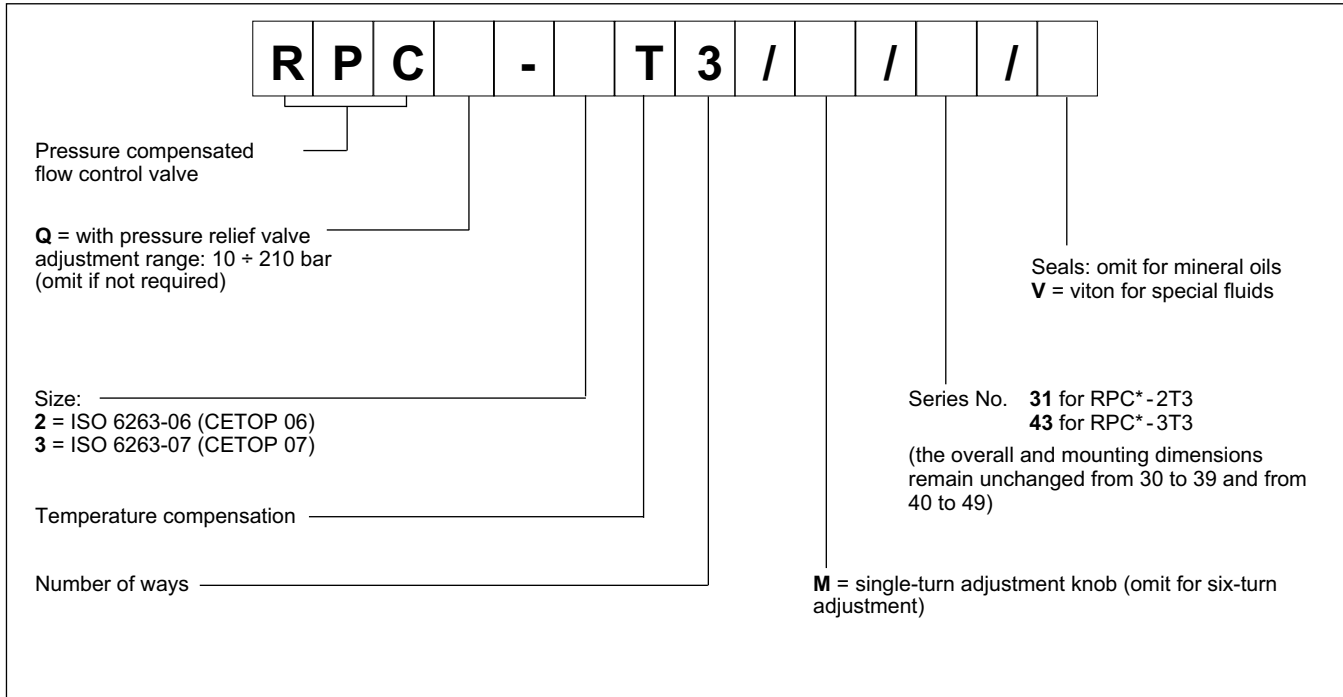 R P C - T 3 / / /
Pressure compensated
flow control valve
Q = with pressure relief valve
adjustment range: 10 ÷ 210 bar
(omit if not required)
Seals: omit for mineral oils
V = viton for special fluids
Size:
2 = ISO 6263-06 (CETOP 06)
3 = ISO 6263-07 (CETOP 07)
Series No. 31 for RPC*-2T3
43 for RPC*-3T3
(the overall and mounting dimensions
remain unchanged from 30 to 39 and from
40 to 49)
Temperature compensation
Number of ways
M = single-turn adjustment knob (omit for six-turn
adjustment)